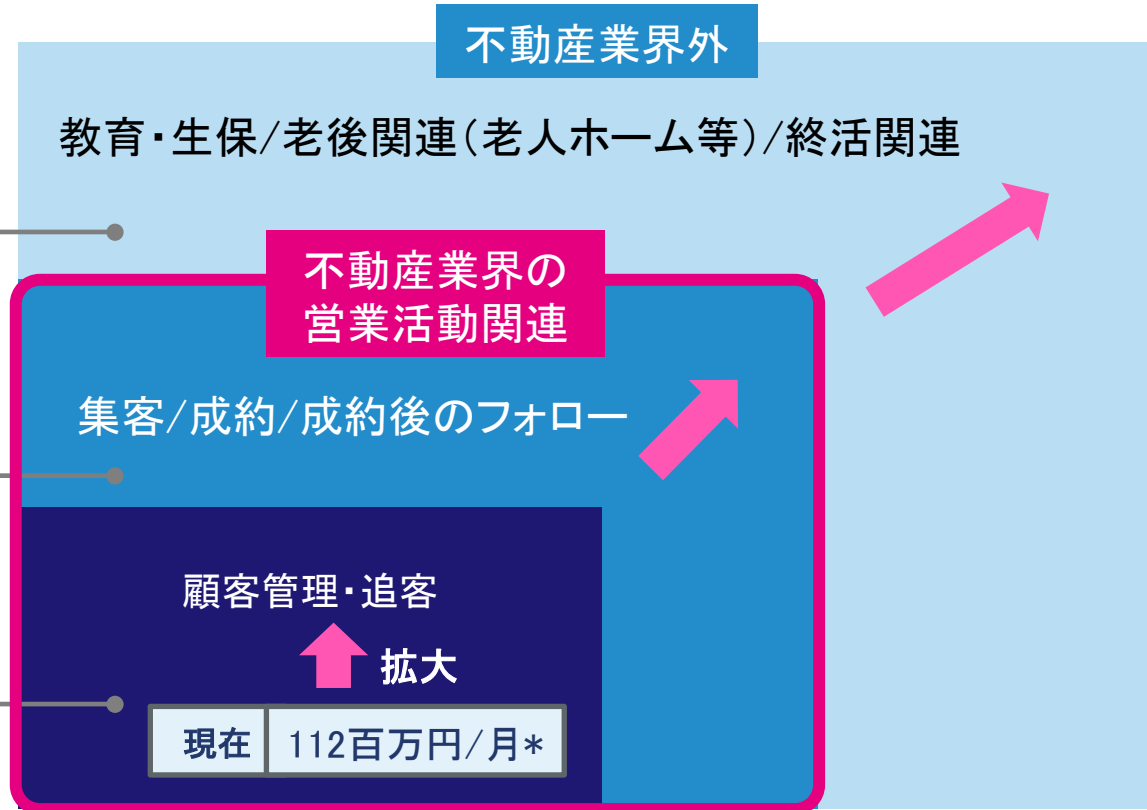 不動産業界外
教育・生保/老後関連(老人ホーム等)/終活関連
不動産業界の
営業活動関連
集客/成約/成約後のフォロー
顧客管理・追客
拡大
現在 112百万円/月*